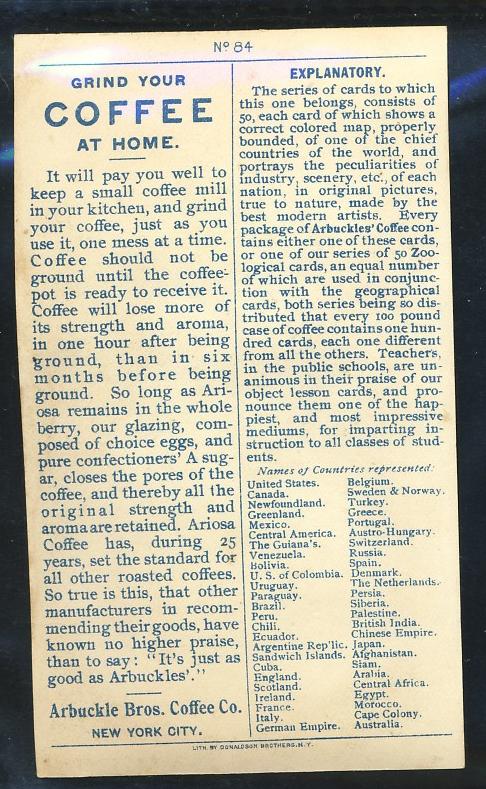 Nº 84
GRIND YOUR
COFFEE
AT HOME.
It will pay you well to
keep a small coffee mill
in your kitchen, and grind
your coffee, just as you
use it, one mess at a time.
Coffee should not be
ground until the coffee-
pot is ready to receive it.
Coffee will lose more of
its strength and aroma,
in one hour after being
ground, than in six
months before being
ground. So long as Ari-
osa remains in the whole
berry, our glazing, com-
posed of choice eggs, and
pure confectioners' A sug-
ar, closes the pores of the
coffee, and thereby all the
original strength and
aroma are retained. Ariosa
Coffee has, during 25
years, set the standard for
all other roasted coffees.
So true is this, that other
manufacturers in recom-
mending their goods, have
known no higher praise,
than to say: "It's just as
good as Arbuckles'."
Arbuckle Bros. Coffee Co.
NEW YORK CITY.
EXPLANATORY.
The series of cards to which
this one belongs, consists of
50, each card of which shows a
correct colored map, properly
bounded, of one of the chief
countries of the world, and
portrays the peculiarities of
industry, scenery, etc., of each
nation, in original pictures,
true to nature, made by the
best modern artists. Every
package of Arbuckles' Coffee con-
tains either one of these cards,
or one of our series of 50 Zoo-
logical cards, an equal number
of which are used in conjunc-
tion with the geographical
cards, both series being so dis-
tributed that every 100 pound
case of coffee contains one hun-
dred cards, each one different
from all the others. Teachers,
in the public schools, are un-
animous in their praise of our
object lesson cards, and pro-
nounce them one of the hap-
piest, and most impressive
mediums, for imparting in-
struction to all classes of stud-
ents.
Names of Countries represented:
United States.
Canada.
Newfoundland.
Greenland.
Mexico.
Central America.
The Guiana's.
Venezuela.
Bolivia.
U. S. of Colombia.
Uruguay.
Paraguay.
Brazil.
Peru.
Chili.
Ecuador.
Argentine Rep'lic.
Sandwich Islands.
Cuba.
England.
Scotland.
Ireland.
France.
Italy.
German Empire.
Belgium.
Sweden & Norway.
Turkey.
Greece.
Portugal.
Austro-Hungary.
Switzerland.
Russia.
Spain.
Denmark.
The Netherlands.
Persia.
Siberia.
Palestine.
British India.
Chinese Empire.
Japan.
Afghanistan.
Siam.
Arabia.
Central Africa.
Egypt.
Morocco.
Cape Colony.
Australia.
LITH. BY DONALDSON BROTHERS, N.Y.